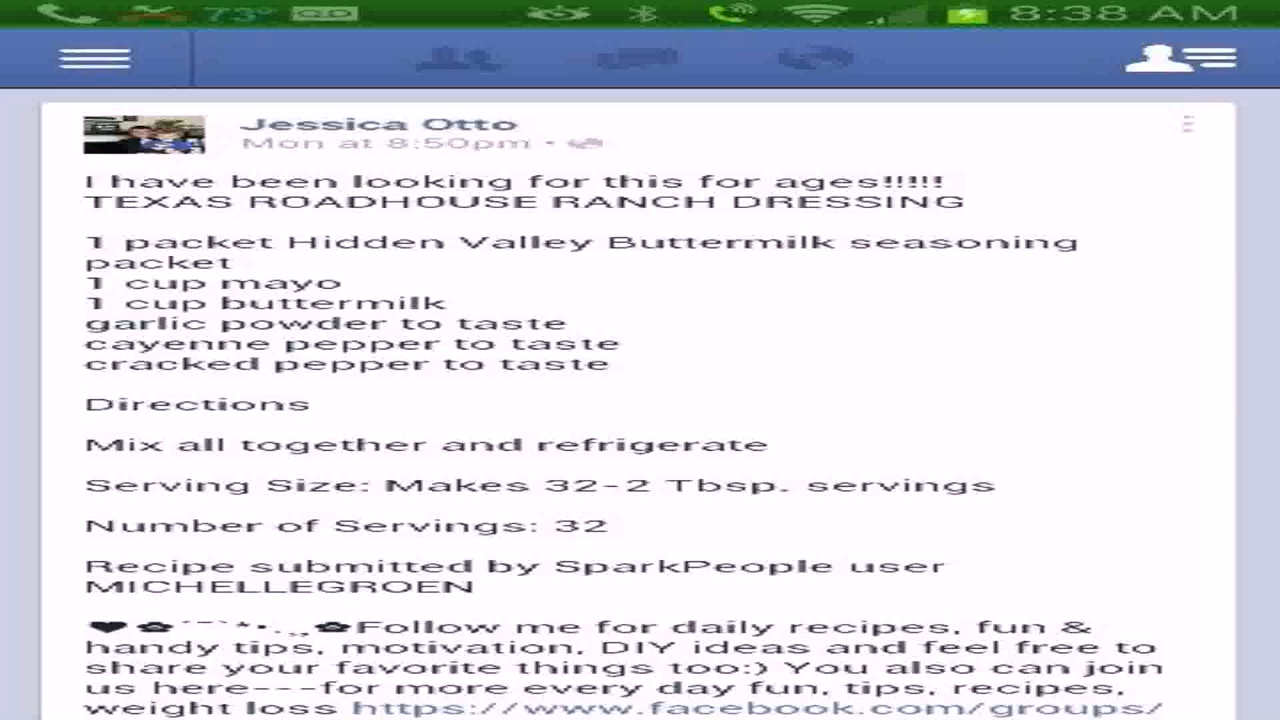 73°
8:38 AM
Jessica Otto
Mon at 8:50pm •
I have been looking for this for ages!!!!!
TEXAS ROADHOUSE RANCH DRESSING
1 packet Hidden Valley Buttermilk seasoning
packet
1 cup mayo
1 cup buttermilk
garlic powder to taste
cayenne pepper to taste
cracked pepper to taste
Directions
Mix all together and refrigerate
Serving Size: Makes 32-2 Tbsp. servings
Number of Servings: 32
Recipe submitted by SparkPeople user
MICHELLEGROEN
❤✿´¯`*•.¸¸✿Follow me for daily recipes, fun &
handy tips, motivation, DIY ideas and feel free to
share your favorite things too:) You also can join
us here---for more every day fun, tips, recipes,
weight loss https://www.facebook.com/groups/